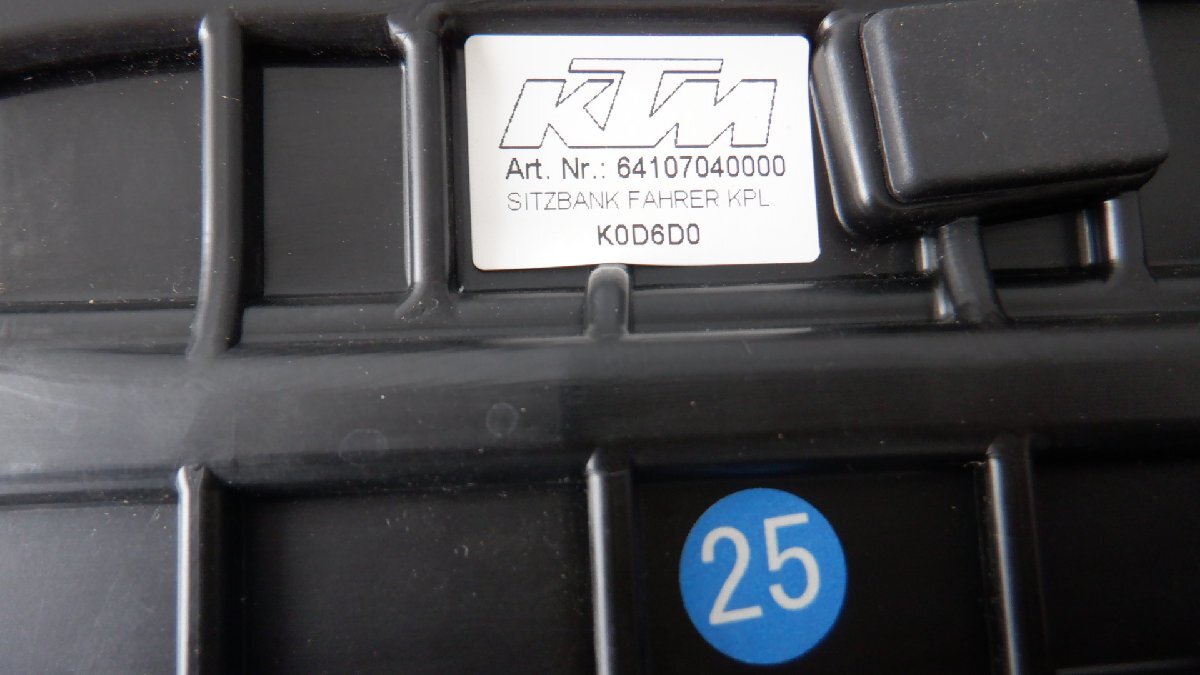 KTM
Art. Nr.: 64107040000
SITZBANK FAHRER KPL.
K0D6D0
25